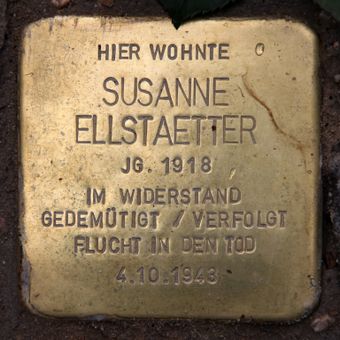 HIER WOHNTE
SUSANNE
ELLSTAETTER
JG. 1918
IM WIDERSTAND
GEDEMÜTIGT / VERFOLGT
FLUCHT IN DEN TOD
4.10.1943